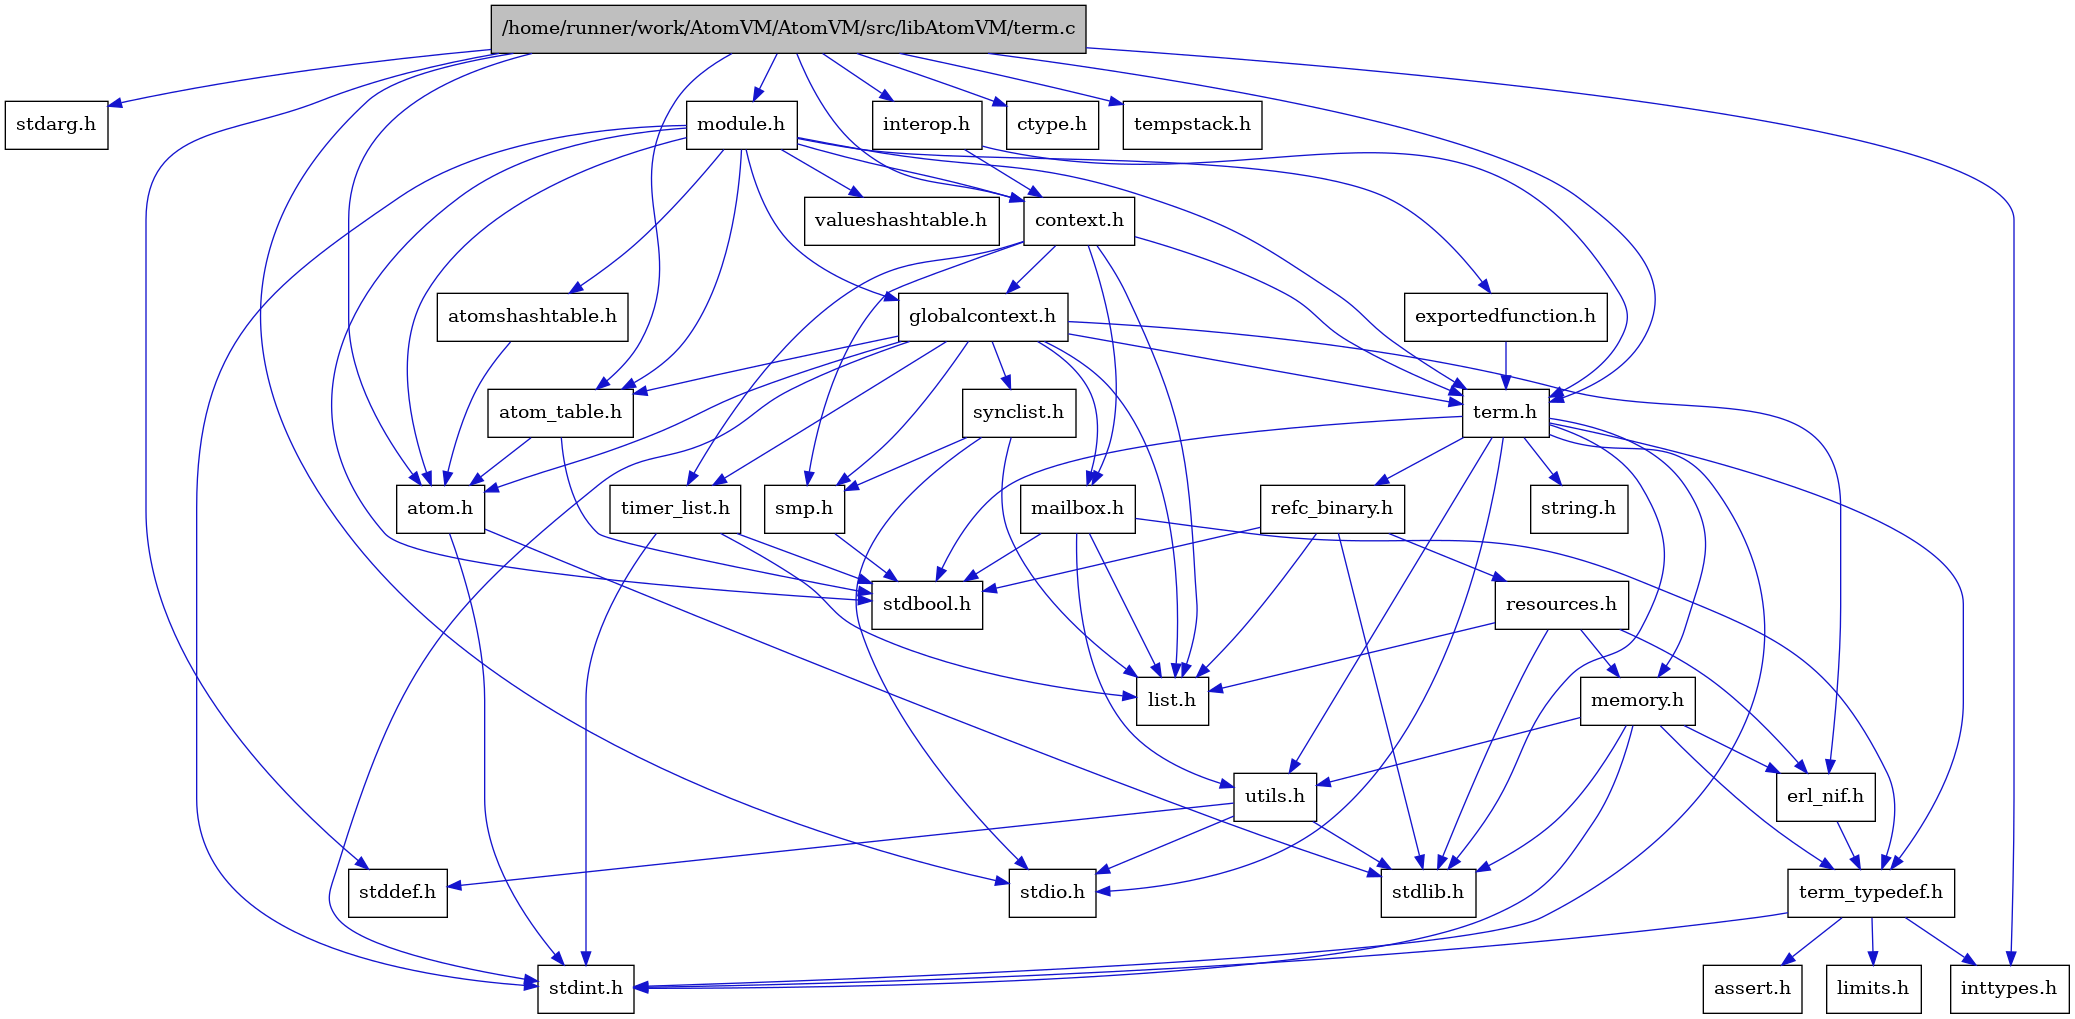 /home/runner/work/AtomVM/AtomVM/src/libAtomVM/term.c
stdarg.h
module.h
interop.h
ctype.h
tempstack.h
valueshashtable.h
context.h
atomshashtable.h
globalcontext.h
exportedfunction.h
atom_table.h
synclist.h
term.h
atom.h
timer_list.h
smp.h
mailbox.h
refc_binary.h
string.h
stdbool.h
resources.h
list.h
memory.h
utils.h
erl_nif.h
stddef.h
stdio.h
stdlib.h
term_typedef.h
stdint.h
assert.h
limits.h
inttypes.h